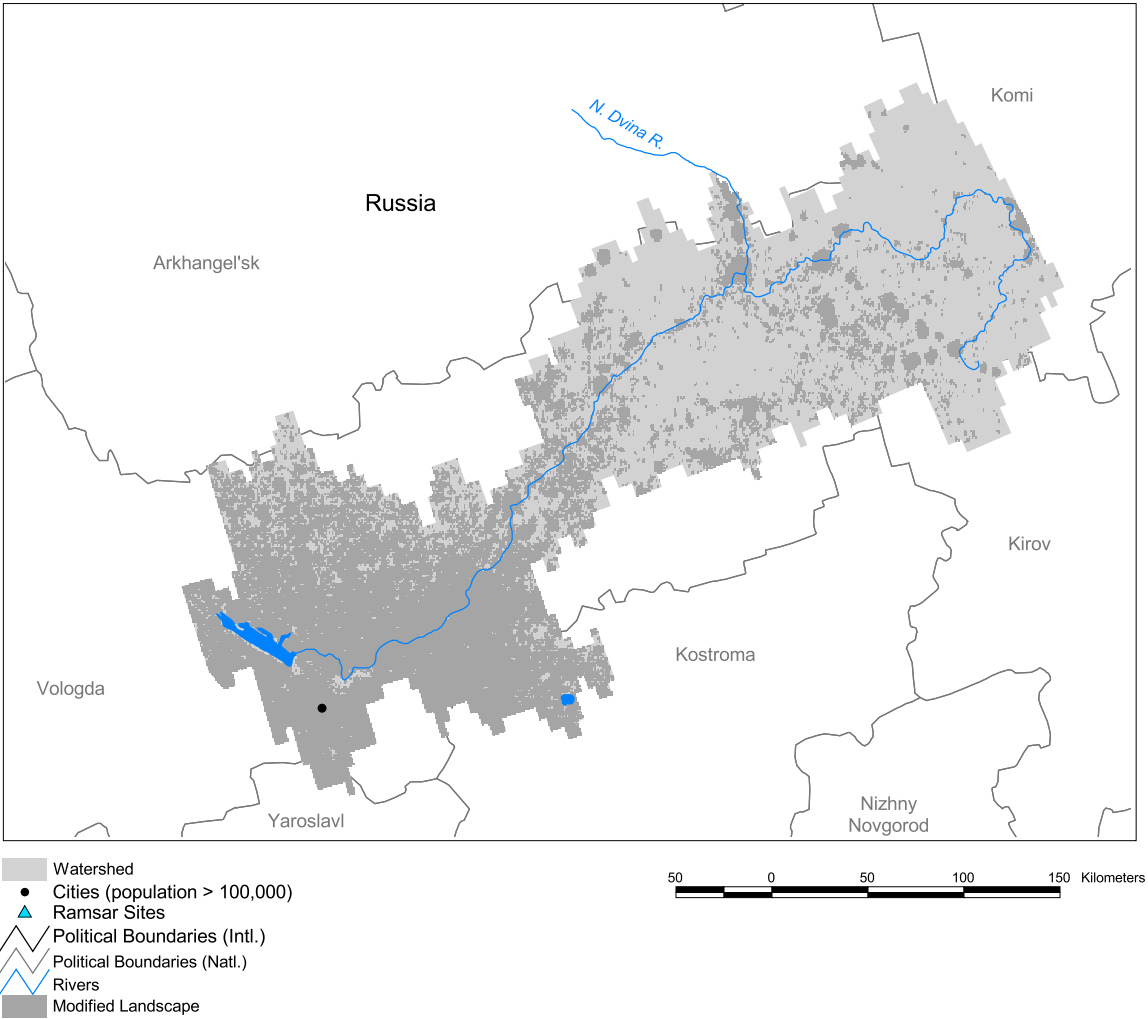 Komi
N. Dvina R.
Russia
Arkhangel'sk
Kirov
Kostroma
Vologda
Nizhny
Novgorod
Yaroslavl
Watershed
Cities (population > 100,000)
Ramsar Sites
Political Boundaries (Intl.)
Political Boundaries (Natl.)
Rivers
Modified Landscape
50 0 50 100 150 Kilometers